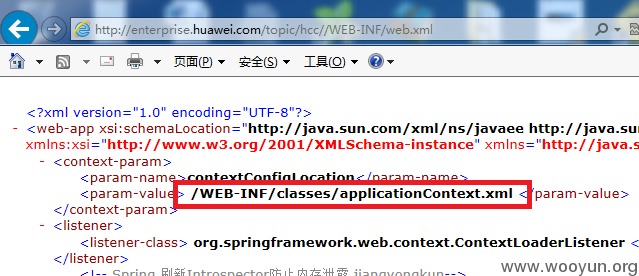 http://enterprise.huawei.com/topic/hcc//WEB-INF/web.xml
页面(P) 安全(S) 工具(O)
<?xml version="1.0" encoding="UTF-8"?>
- <web-app xsi:schemaLocation="http://java.sun.com/xml/ns/javaee http://java.s
xmlns:xsi="http://www.w3.org/2001/XMLSchema-instance" xmlns="http://java.
- <context-param>
<param-name>contextConfigLocation</param-name>
<param-value> /WEB-INF/classes/applicationContext.xml </param-value>
</context-param>
- <listener>
<listener-class> org.springframework.web.context.ContextLoaderListener <
<!-- Spring 刷新Introspector防止内存泄露 jiangyongkun-->
www.wooyun.org